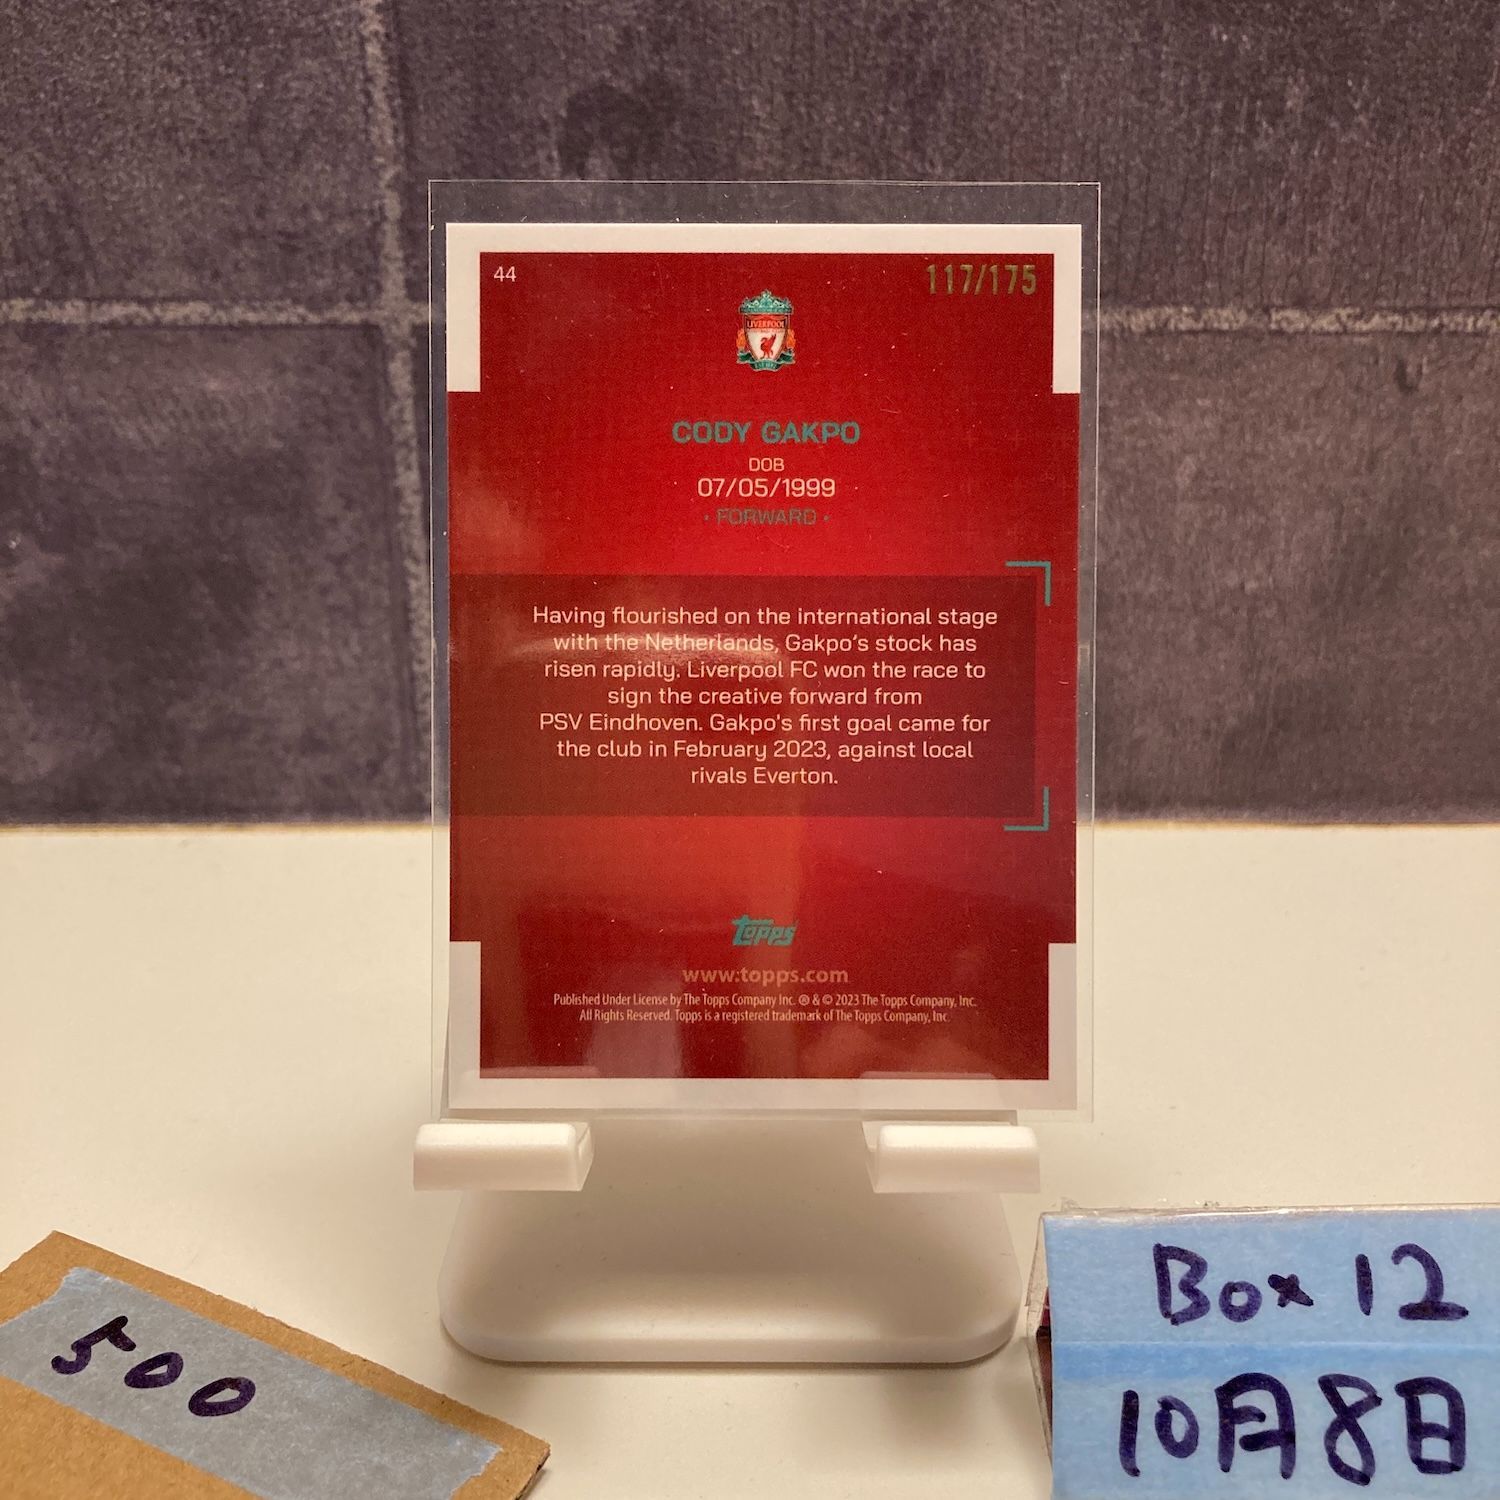 44
117/175
LIVERPOOL
CODY GAKPO
DOB
07/05/1999
· FORWARD ·
Having flourished on the international stage
with the Netherlands, Gakpo's stock has
risen rapidly. Liverpool FC won the race to
sign the creative forward from
PSV Eindhoven. Gakpo's first goal came for
the club in February 2023, against local
rivals Everton.
topps
www.topps.com
Published Under License by The Topps Company Inc. ® & © 2023 The Topps Company, Inc.
All Rights Reserved. Topps is a registered trademark of The Topps Company, Inc.
500
Box 12
10月8日